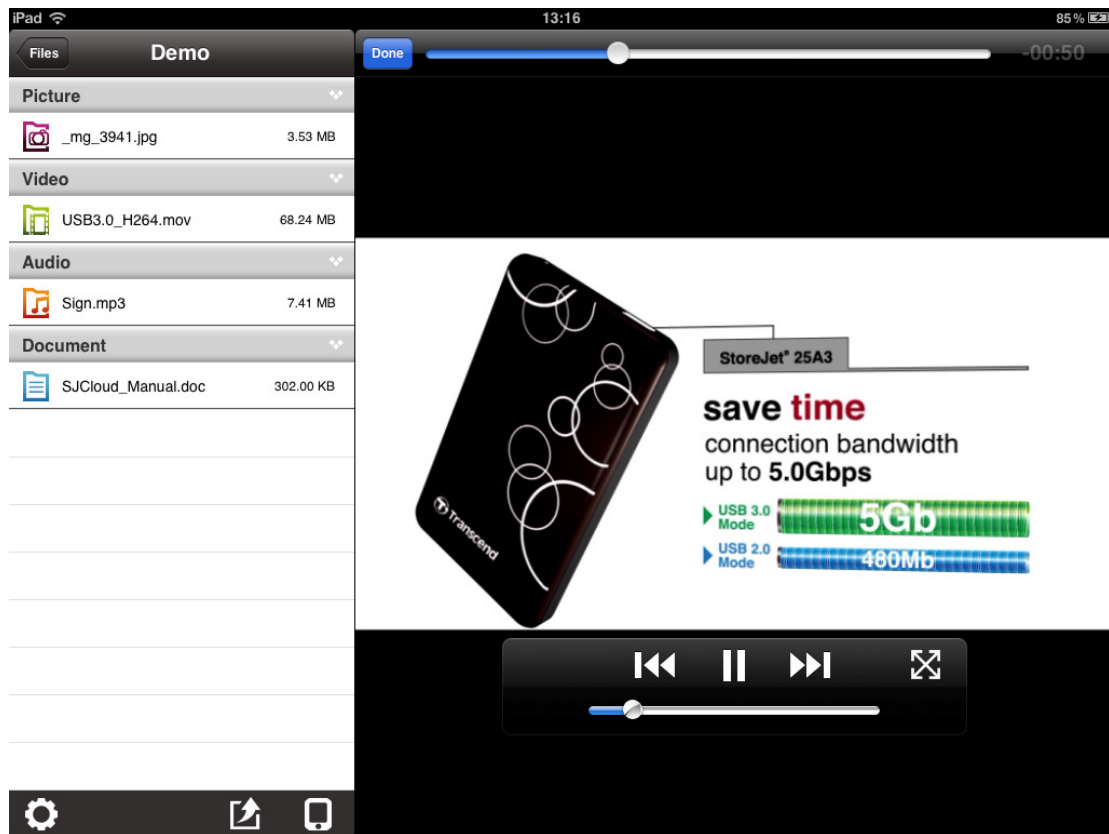 iPad 13:16 85%
Files Demo
Done -00:50
Picture
_mg_3941.jpg 3.53 MB
Video
USB3.0_H264.mov 68.24 MB
Audio
Sign.mp3 7.41 MB
Document
SJCloud_Manual.doc 302.00 KB
StoreJet® 25A3
save time
connection bandwidth
up to 5.0Gbps
USB 3.0
Mode
5Gb
USB 2.0
Mode
480Mb
Transcend